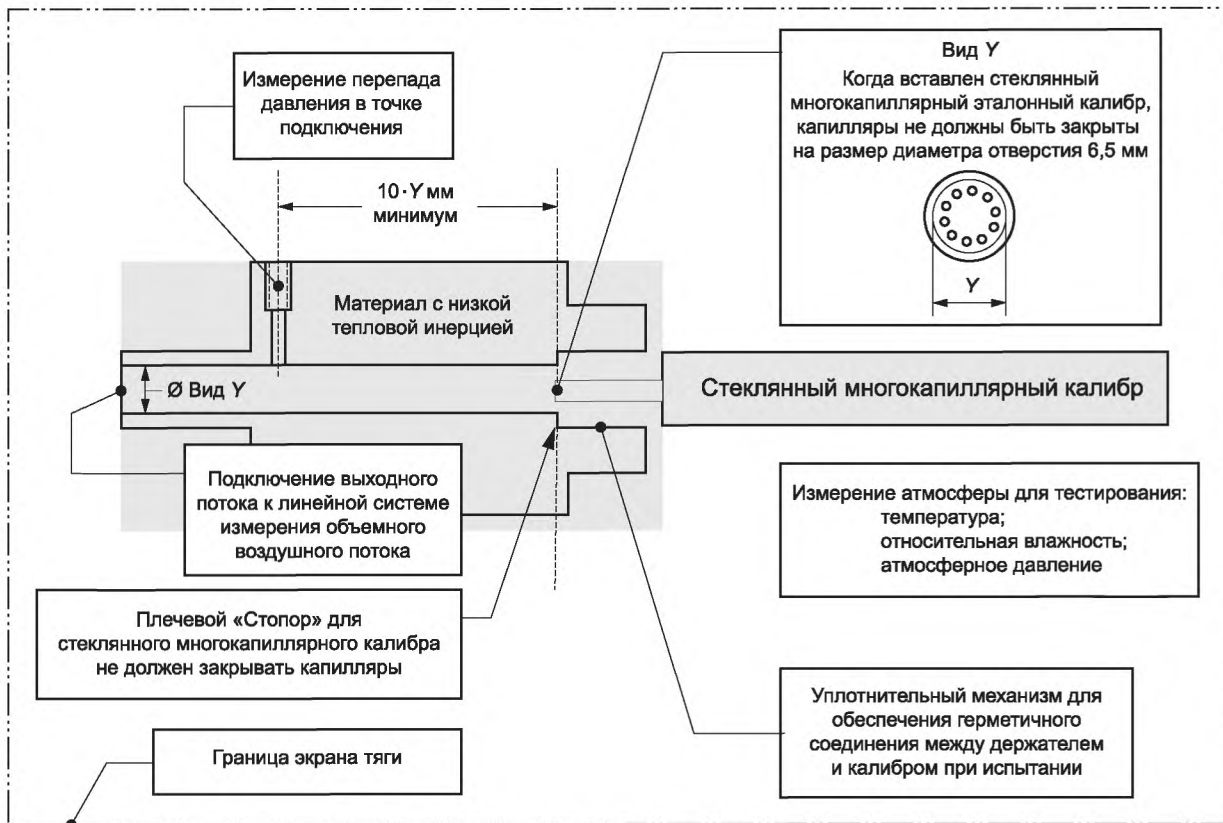 Измерение перепада
давления в точке
подключения
Вид Y
Когда вставлен стеклянный
многокапиллярный эталонный калибр,
капилляры не должны быть закрыты
на размер диаметра отверстия 6,5 мм
Y
10·Y мм
минимум
Материал с низкой
тепловой инерцией
Ø Вид Y
Стеклянный многокапиллярный калибр
Подключение выходного
потока к линейной системе
измерения объемного
воздушного потока
Измерение атмосферы для тестирования:
температура;
относительная влажность;
атмосферное давление
Плечевой «Стопор» для
стеклянного многокапиллярного калибра
не должен закрывать капилляры
Уплотнительный механизм для
обеспечения герметичного
соединения между держателем
и калибром при испытании
Граница экрана тяги